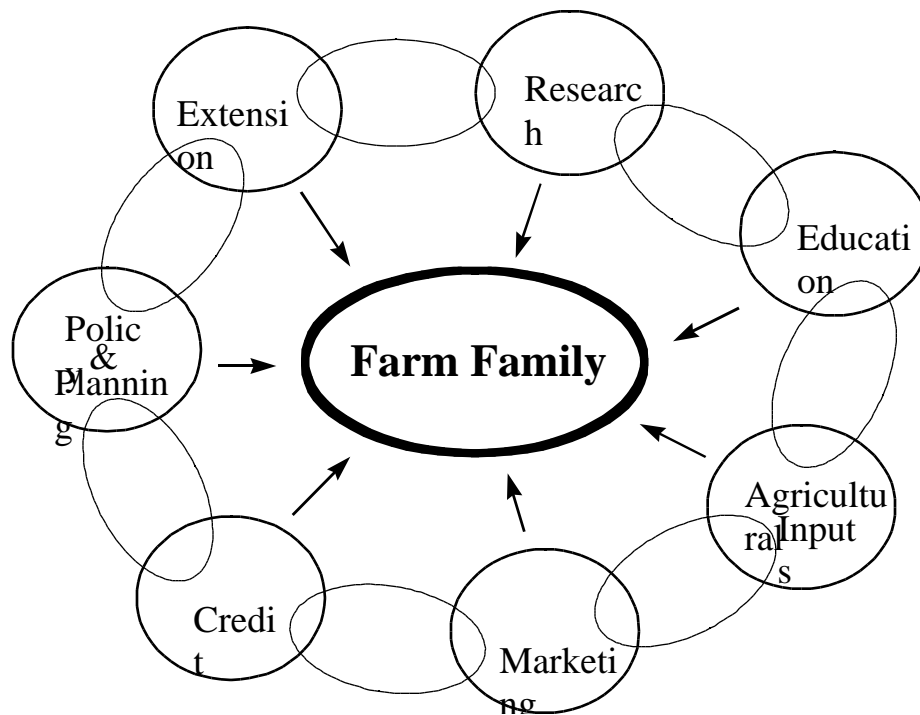 Extensi
on
Researc
h
Educati
on
Polic
y
&
Plannin
g
Farm Family
Agricultu
ral
Input
s
Credi
t
Marketi
ng